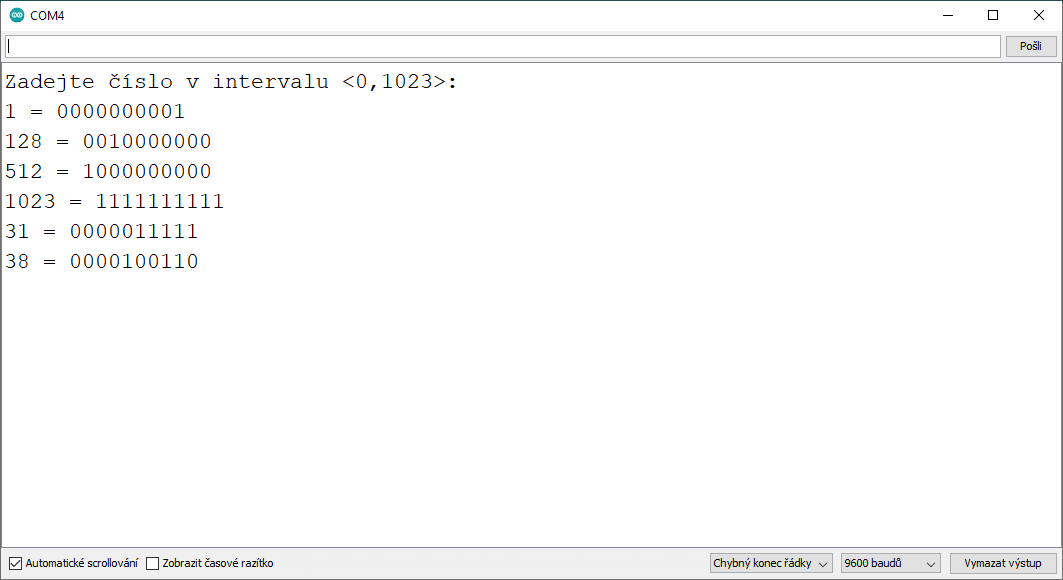 COM4
Pošli
Zadejte číslo v intervalu <0,1023>:
1 = 0000000001
128 = 0010000000
512 = 1000000000
1023 = 1111111111
31 = 0000011111
38 = 0000100110
Automatické scrollování Zobrazit časové razítko Chybný konec řádky 9600 baudů Vymazat výstup